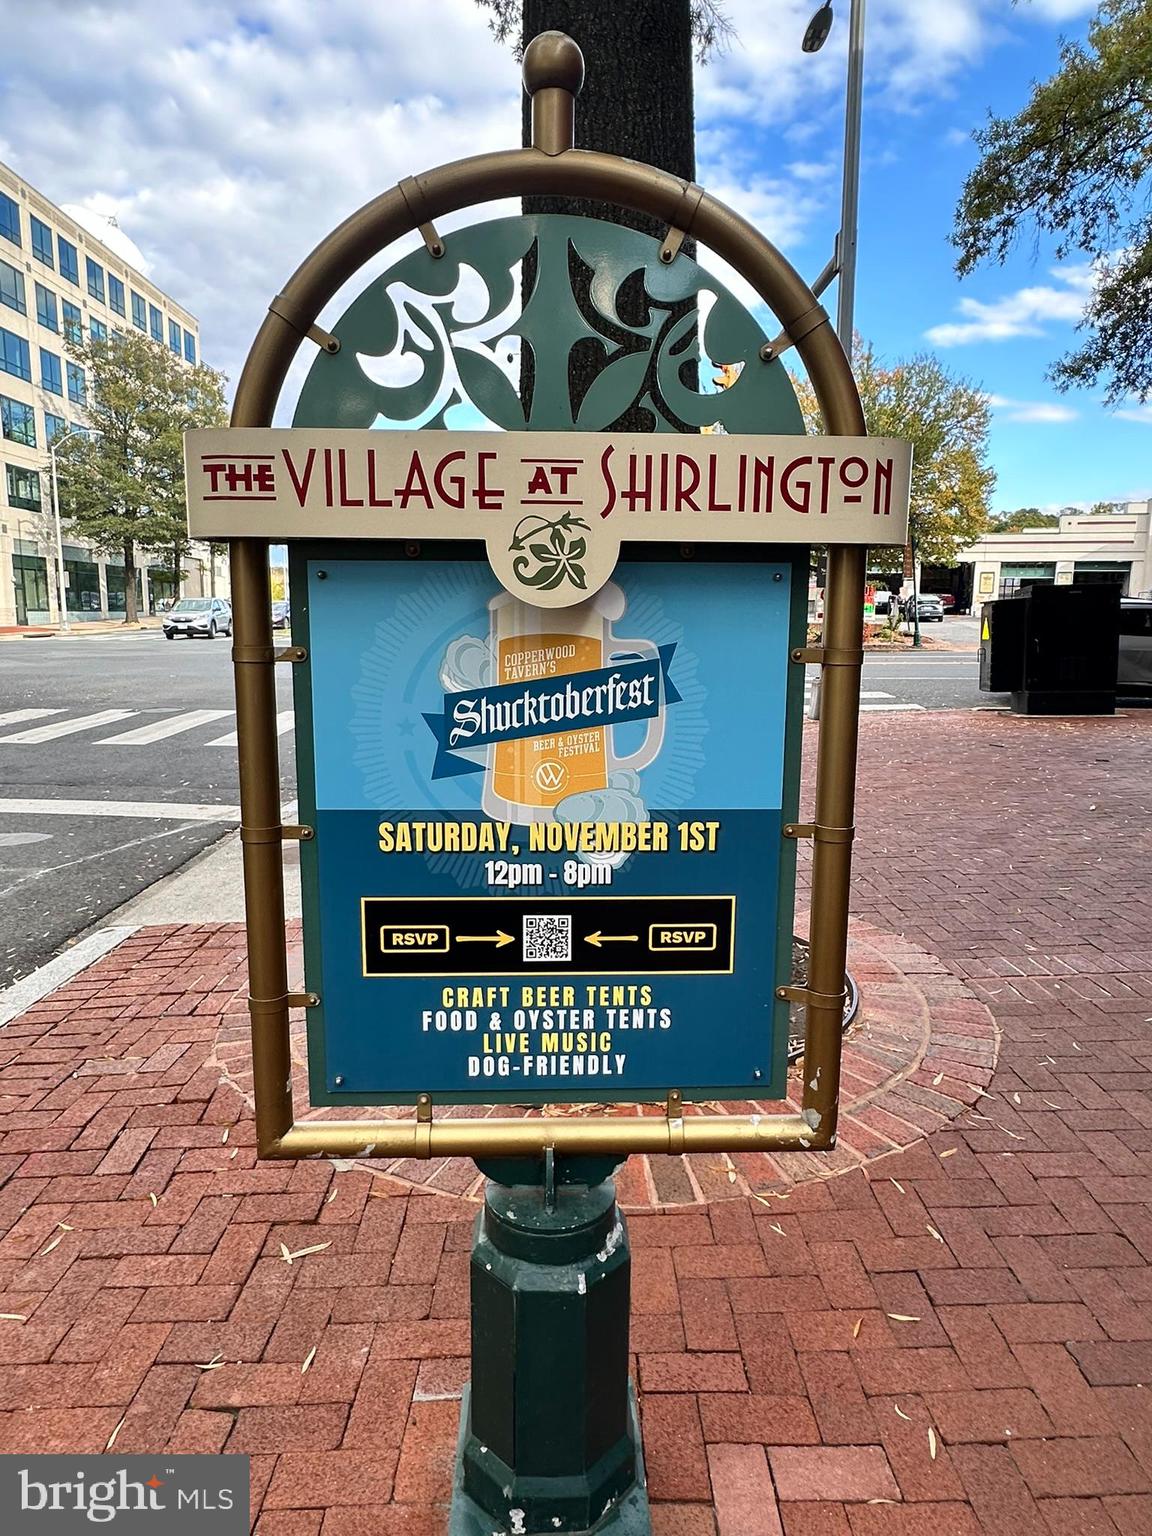 THE VILLAGE AT SHIRLINGTON
COPPERWOOD
TAVERN'S
Shucktoberfest
BEER & OYSTER
FESTIVAL
W
SATURDAY, NOVEMBER 1ST
12pm - 8pm
RSVP RSVP
CRAFT BEER TENTS
FOOD & OYSTER TENTS
LIVE MUSIC
DOG-FRIENDLY
bright™ MLS